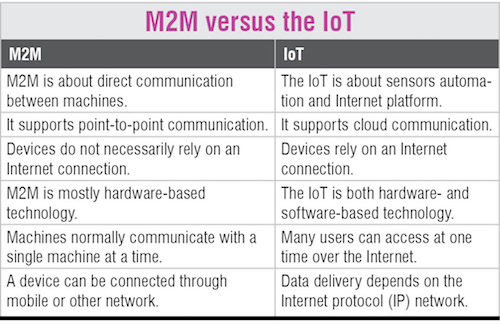 M2M versus the IoT
M2M
IoT
M2M is about direct communication
between machines.
The IoT is about sensors automa-
tion and Internet platform.
It supports point-to-point communication.
It supports cloud communication.
Devices do not necessarily rely on an
Internet connection.
Devices rely on an Internet
connection.
M2M is mostly hardware-based
technology.
The IoT is both hardware- and
software-based technology.
Machines normally communicate with a
single machine at a time.
Many users can access at one
time over the Internet.
A device can be connected through
mobile or other network.
Data delivery depends on the
Internet protocol (IP) network.